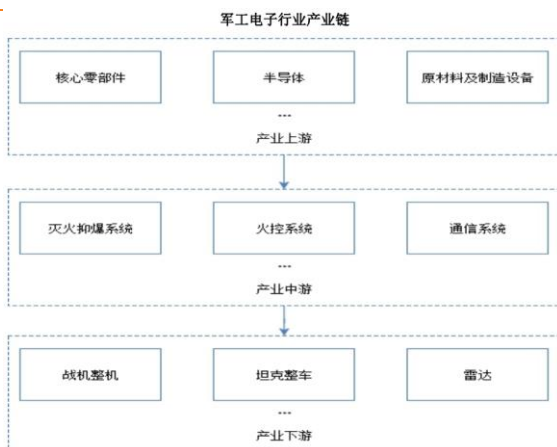 军工电子行业产业链
核心零部件 半导体 原材料及制造设备
...
产业上游
灭火抑爆系统 火控系统 通信系统
...
产业中游
战机整机 坦克整车 雷达
...
产业下游